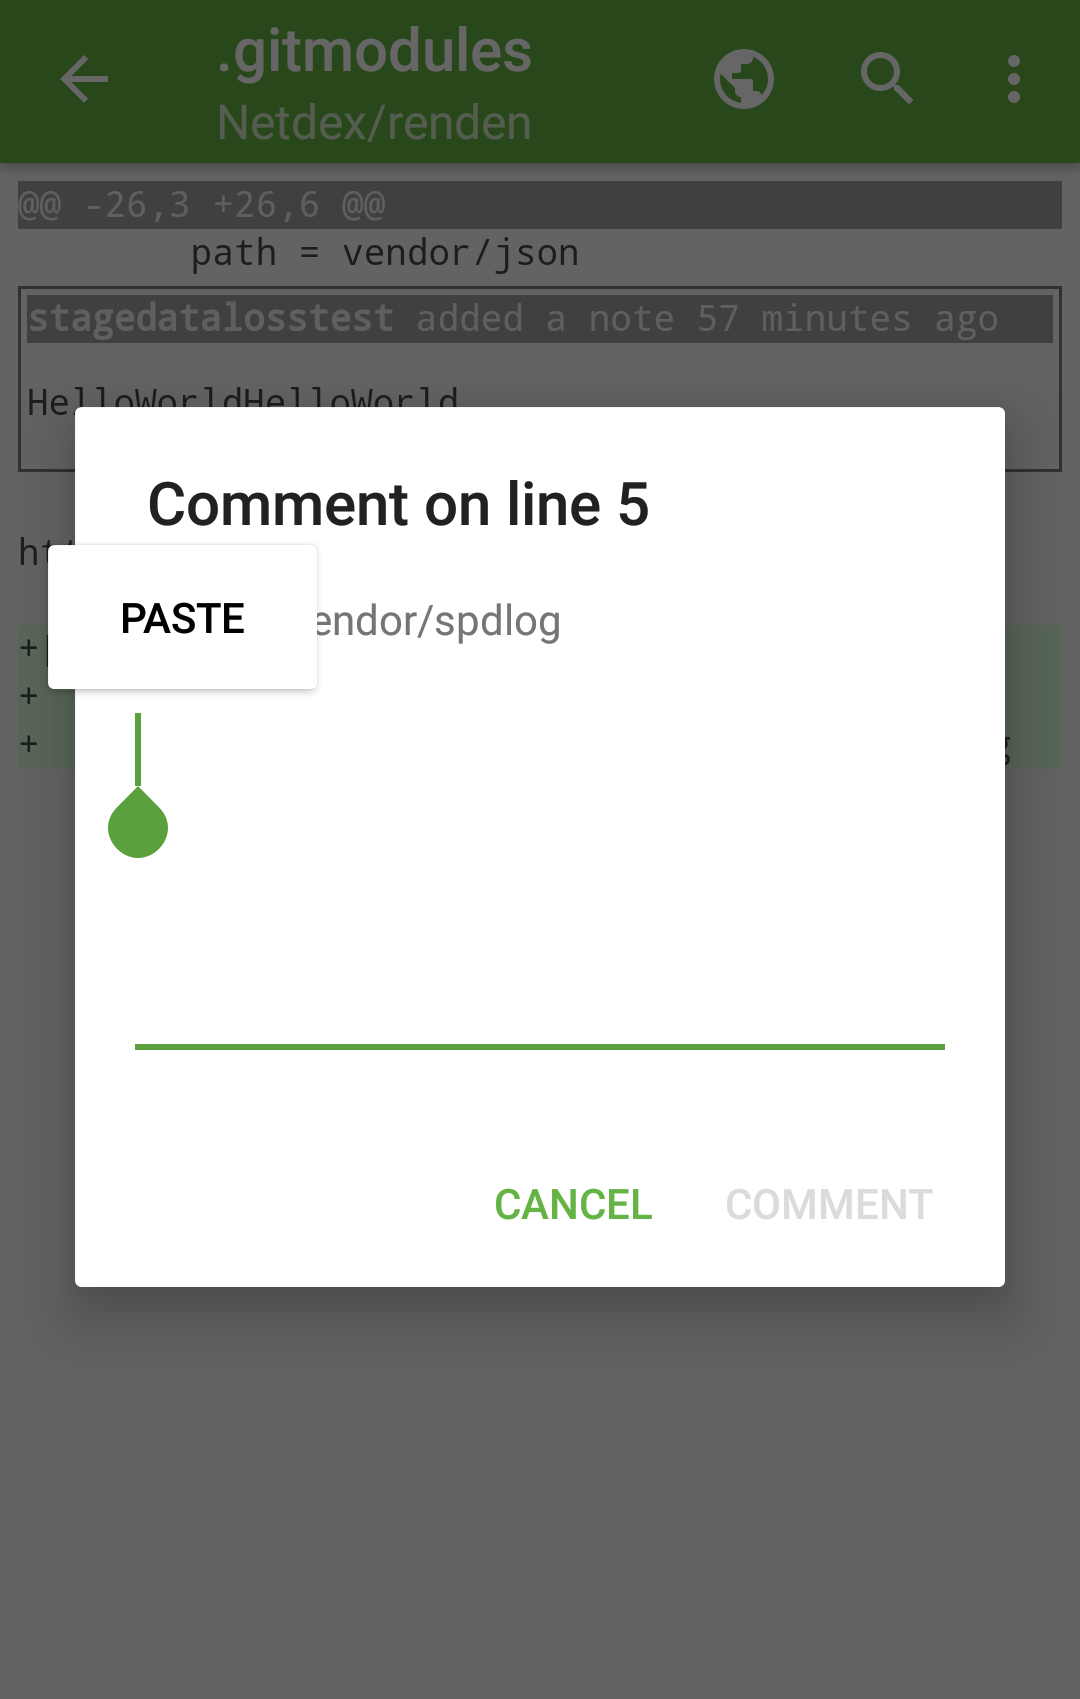 .gitmodules
Netdex/renden
@@ -26,3 +26,6 @@
path = vendor/json
stagedatalosstest added a note 57 minutes ago
HelloWorldHelloWorld
Comment on line 5
PASTE
endor/spdlog
+
+
+
CANCEL
COMMENT